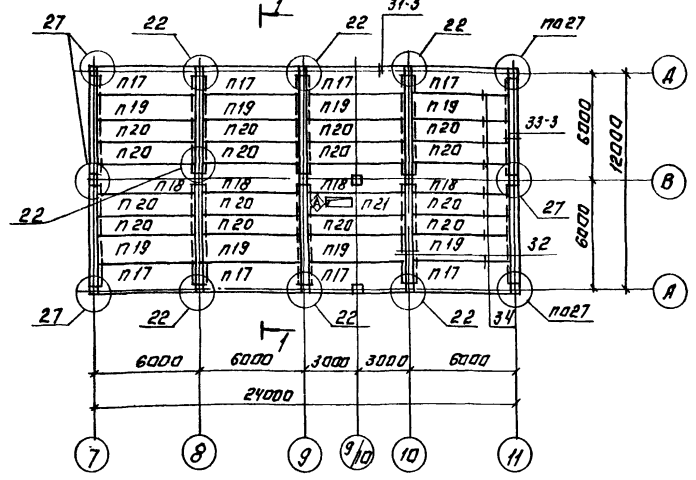 1
31-3
27 22 22 22 по27
п17 п17 п17 п17
Д
п19 п19 п19 п19
п20 п20 п20 п20
33-3
6000
п20 п20 п20 п20
12000
п18 п18 п18 п18
В
22
п20 п20 п21 п20
27
п20 п20 п20 п20
6000
п19 п19 п19 п19
32
п17 п17 п17 п17
А
27 22 22 22 34 по27
1
6000 6000 3000 3000 6000
24000
7 8 9 9/10 10 11